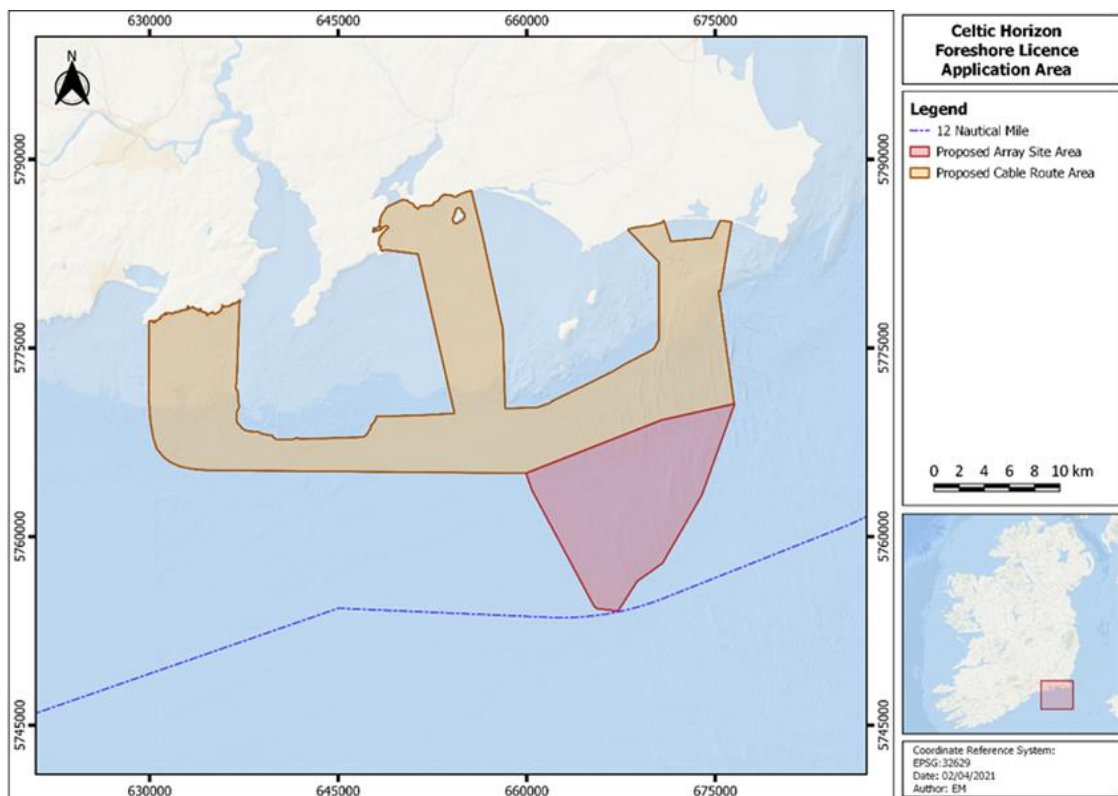 630000 645000 660000 675000
N
5790000 5790000
5775000 5775000
5760000 5760000
5745000 5745000
630000 645000 660000 675000
Celtic Horizon
Foreshore Licence
Application Area
Legend
12 Nautical Mile
Proposed Array Site Area
Proposed Cable Route Area
0 2 4 6 8 10 km
Coordinate Reference System:
EPSG:32629
Date: 02/04/2021
Author: EM